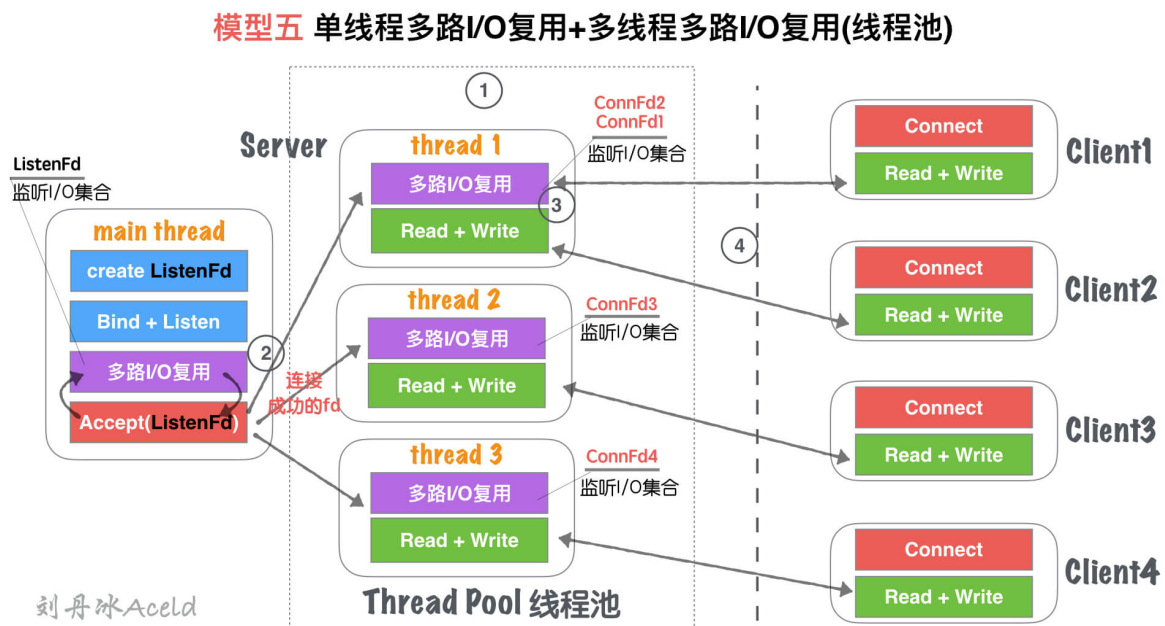 模型五 单线程多路I/O复用+多线程多路I/O复用(线程池)
ListenFd
监听I/O集合
main thread
create ListenFd
Bind + Listen
多路I/O复用
Accept(ListenFd)
2
连接
成功的fd
Server
1
thread 1
多路I/O复用
Read + Write
3
ConnFd2
ConnFd1
监听I/O集合
thread 2
多路I/O复用
Read + Write
ConnFd3
监听I/O集合
thread 3
多路I/O复用
Read + Write
ConnFd4
监听I/O集合
Thread Pool 线程池
4
Connect
Read + Write
Client1
Connect
Read + Write
Client2
Connect
Read + Write
Client3
Connect
Read + Write
Client4
刘丹冰Aceld